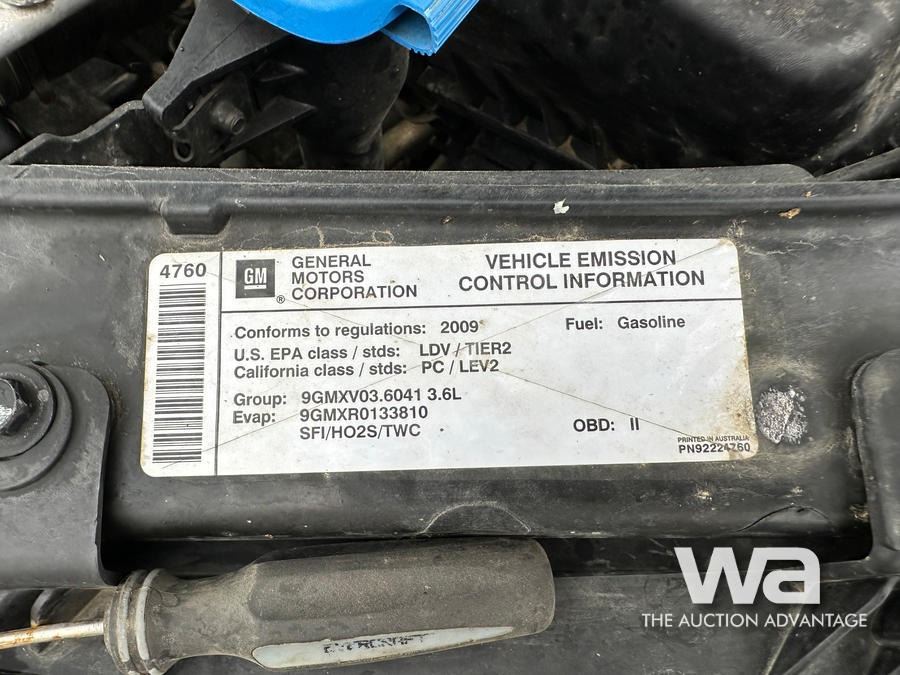 4760
GM
®
GENERAL
MOTORS
CORPORATION
VEHICLE EMISSION
CONTROL INFORMATION
Conforms to regulations: 2009
Fuel: Gasoline
U.S. EPA class / stds: LDV / TIER2
California class / stds: PC / LEV2
Group: 9GMXV03.6041 3.6L
Evap: 9GMXR0133810
SFI/HO2S/TWC
OBD: II
PRINTED IN AUSTRALIA
PN92224760
EVERCRAFT
wa
THE AUCTION ADVANTAGE